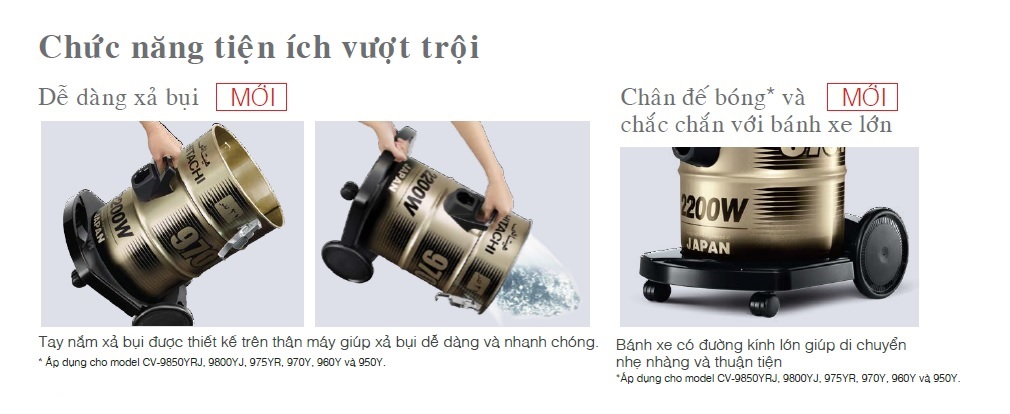 Chức năng tiện ích vượt trội
Dễ dàng xả bụi MỚI
HITACHI
2200W
970
JAPAN
JAPAN
2200W
HITACHI
970
Tay nắm xả bụi được thiết kế trên thân máy giúp xả bụi dễ dàng và nhanh chóng.
* Áp dụng cho model CV-9850YRJ, 9800YJ, 975YR, 970Y, 960Y và 950Y.
Chân đế bóng* và MỚI
chắc chắn với bánh xe lớn
2200W
JAPAN
Bánh xe có đường kính lớn giúp di chuyển
nhẹ nhàng và thuận tiện
*Áp dụng cho model CV-9850YRJ, 9800YJ, 975YR, 970Y, 960Y và 950Y.